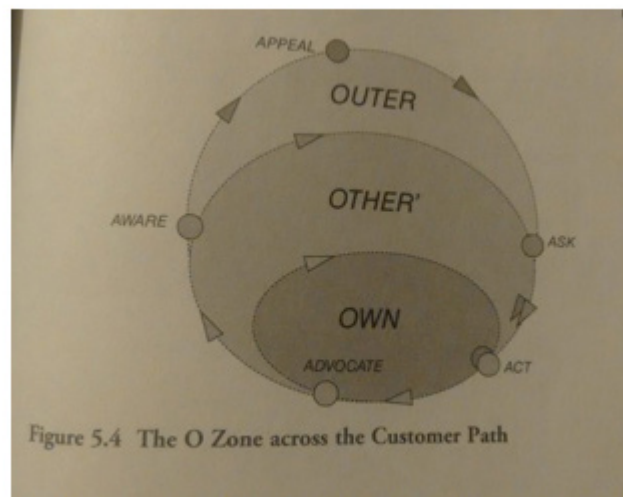 APPEAL
OUTER
OTHER'
AWARE
ASK
OWN
ADVOCATE
ACT
Figure 5.4 The O Zone across the Customer Path